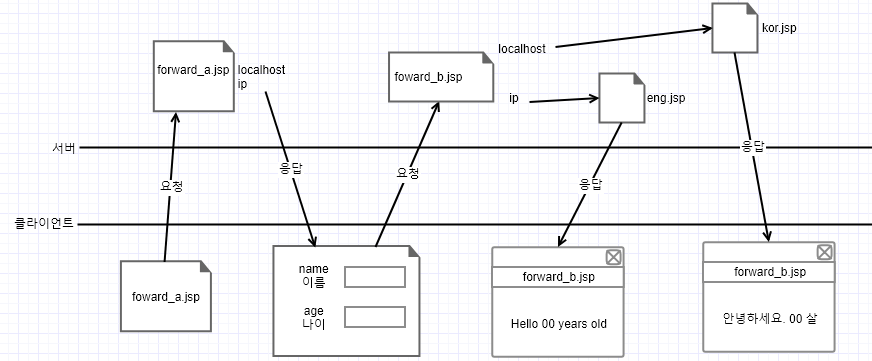 kor.jsp
localhost
forward_a.jsp
localhost
ip
foward_b.jsp
ip
eng.jsp
서버
응답
응답
요청
요청
응답
클라이언트
name
이름
age
나이
foward_a.jsp
forward_b.jsp
Hello 00 years old
forward_b.jsp
안녕하세요. 00 살